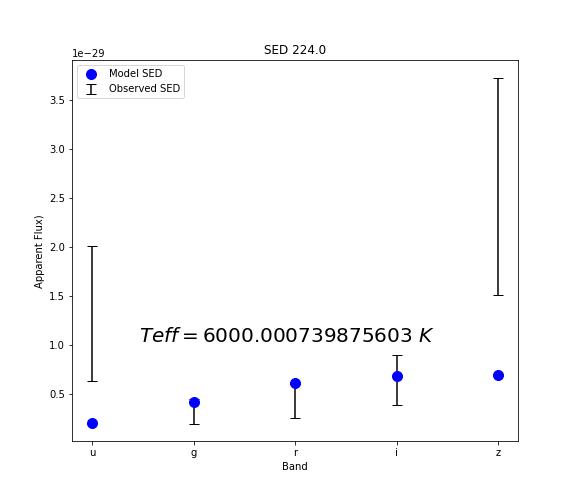 SED 224.0
1e−29
Model SED
Observed SED
3.5
3.0
2.5
2.0
1.5
1.0
0.5
Apparent Flux)
Teff = 6000.000739875603 K
u g r i z
Band